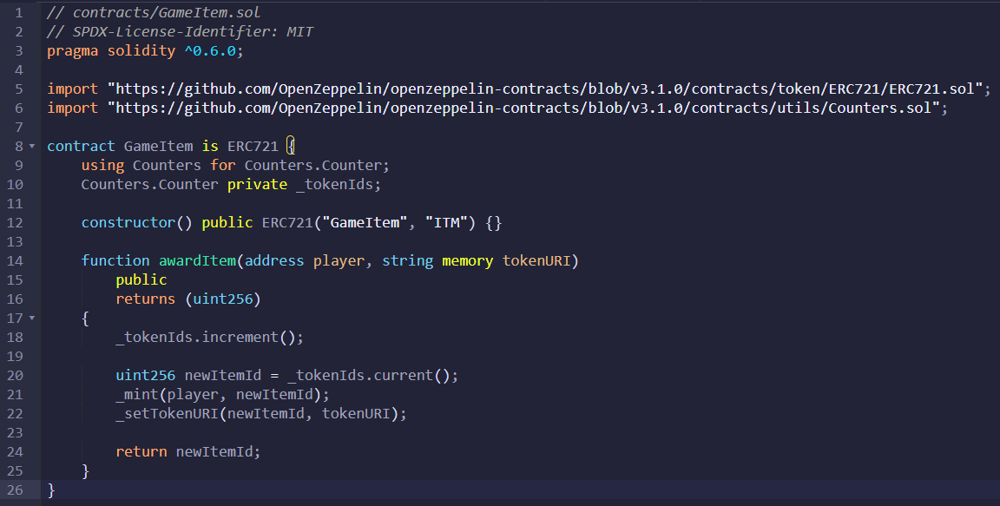 1 // contracts/GameItem.sol
2 // SPDX-License-Identifier: MIT
3 pragma solidity ^0.6.0;
4
5 import "https://github.com/OpenZeppelin/openzeppelin-contracts/blob/v3.1.0/contracts/token/ERC721/ERC721.sol";
6 import "https://github.com/OpenZeppelin/openzeppelin-contracts/blob/v3.1.0/contracts/utils/Counters.sol";
7
8 contract GameItem is ERC721 {
9     using Counters for Counters.Counter;
10     Counters.Counter private _tokenIds;
11
12     constructor() public ERC721("GameItem", "ITM") {}
13
14     function awardItem(address player, string memory tokenURI)
15         public
16         returns (uint256)
17     {
18         _tokenIds.increment();
19
20         uint256 newItemId = _tokenIds.current();
21         _mint(player, newItemId);
22         _setTokenURI(newItemId, tokenURI);
23
24         return newItemId;
25     }
26 }